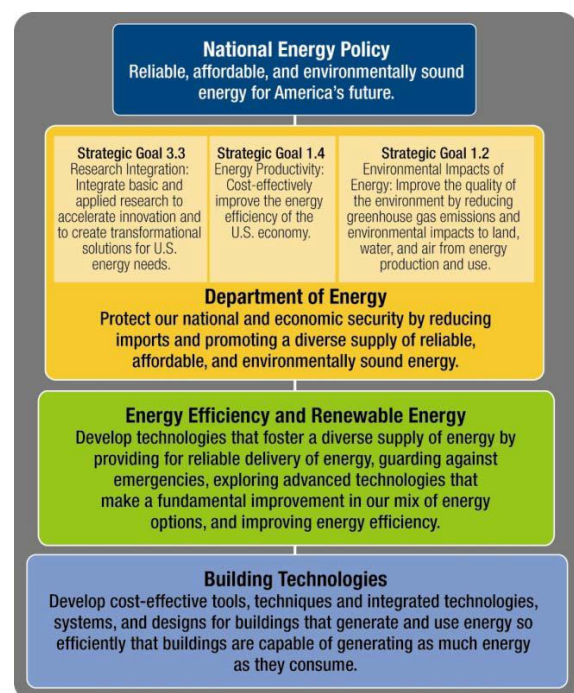 National Energy Policy
Reliable, affordable, and environmentally sound
energy for America's future.
Strategic Goal 3.3
Research Integration:
Integrate basic and
applied research to
accelerate innovation and
to create transformational
solutions for U.S.
energy needs.
Strategic Goal 1.4
Energy Productivity:
Cost-effectively
improve the energy
efficiency of the
U.S. economy.
Strategic Goal 1.2
Environmental Impacts of
Energy: Improve the quality of
the environment by reducing
greenhouse gas emissions and
environmental impacts to land,
water, and air from energy
production and use.
Department of Energy
Protect our national and economic security by reducing
imports and promoting a diverse supply of reliable,
affordable, and environmentally sound energy.
Energy Efficiency and Renewable Energy
Develop technologies that foster a diverse supply of energy by
providing for reliable delivery of energy, guarding against
emergencies, exploring advanced technologies that
make a fundamental improvement in our mix of energy
options, and improving energy efficiency.
Building Technologies
Develop cost-effective tools, techniques and integrated technologies,
systems, and designs for buildings that generate and use energy so
efficiently that buildings are capable of generating as much energy
as they consume.